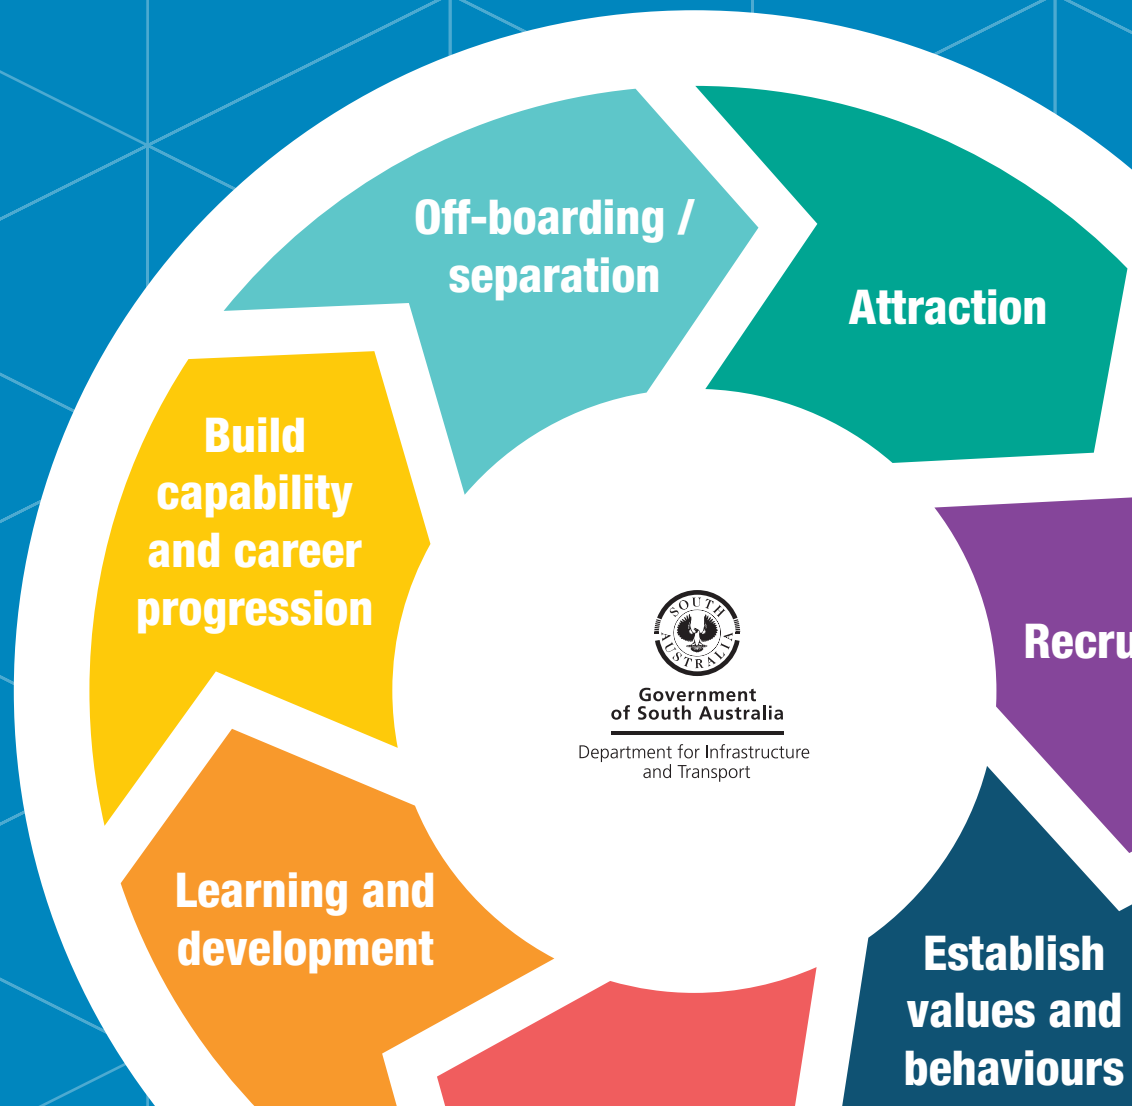 Off-boarding /
separation
Attraction
Build
capability
and career
progression
SOUTH
AUSTRALIA
Government
of South Australia
Department for Infrastructure
and Transport
Recru
Learning and
development
Establish
values and
behaviours